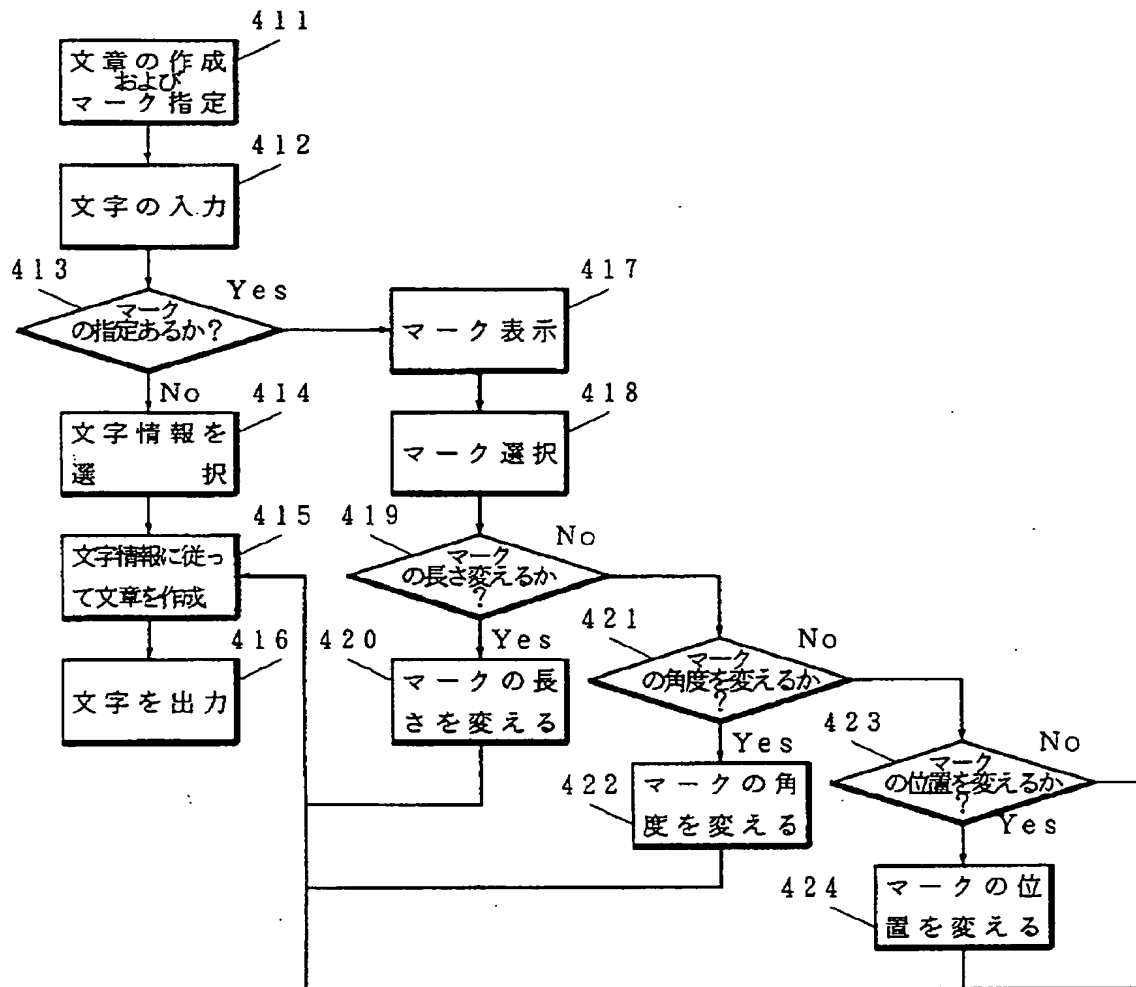 411
文章の作成
および
マーク指定
412
文字の入力
413
マーク
の指定あるか?
Yes
No
414
文字情報を
選択
415
文字情報に従っ
て文章を作成
416
文字を出力
417
マーク表示
418
マーク選択
419
マーク
の長さ変えるか
?
No
Yes
420
マークの長
さを変える
421
マーク
の角度を変えるか
?
No
Yes
422
マークの角
度を変える
423
マーク
の位置を変えるか
?
No
Yes
424
マークの位
置を変える